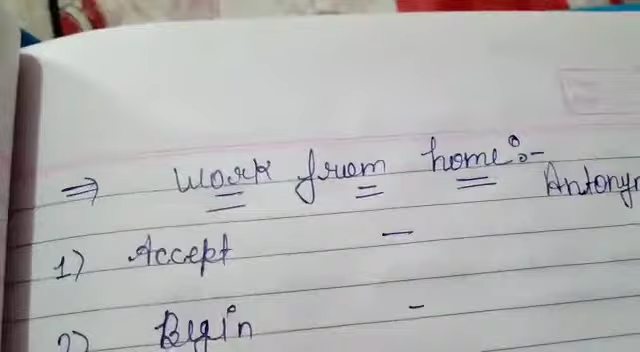 ⇒ Work from home:-
Antonym
1) Accept -
2) Begin -